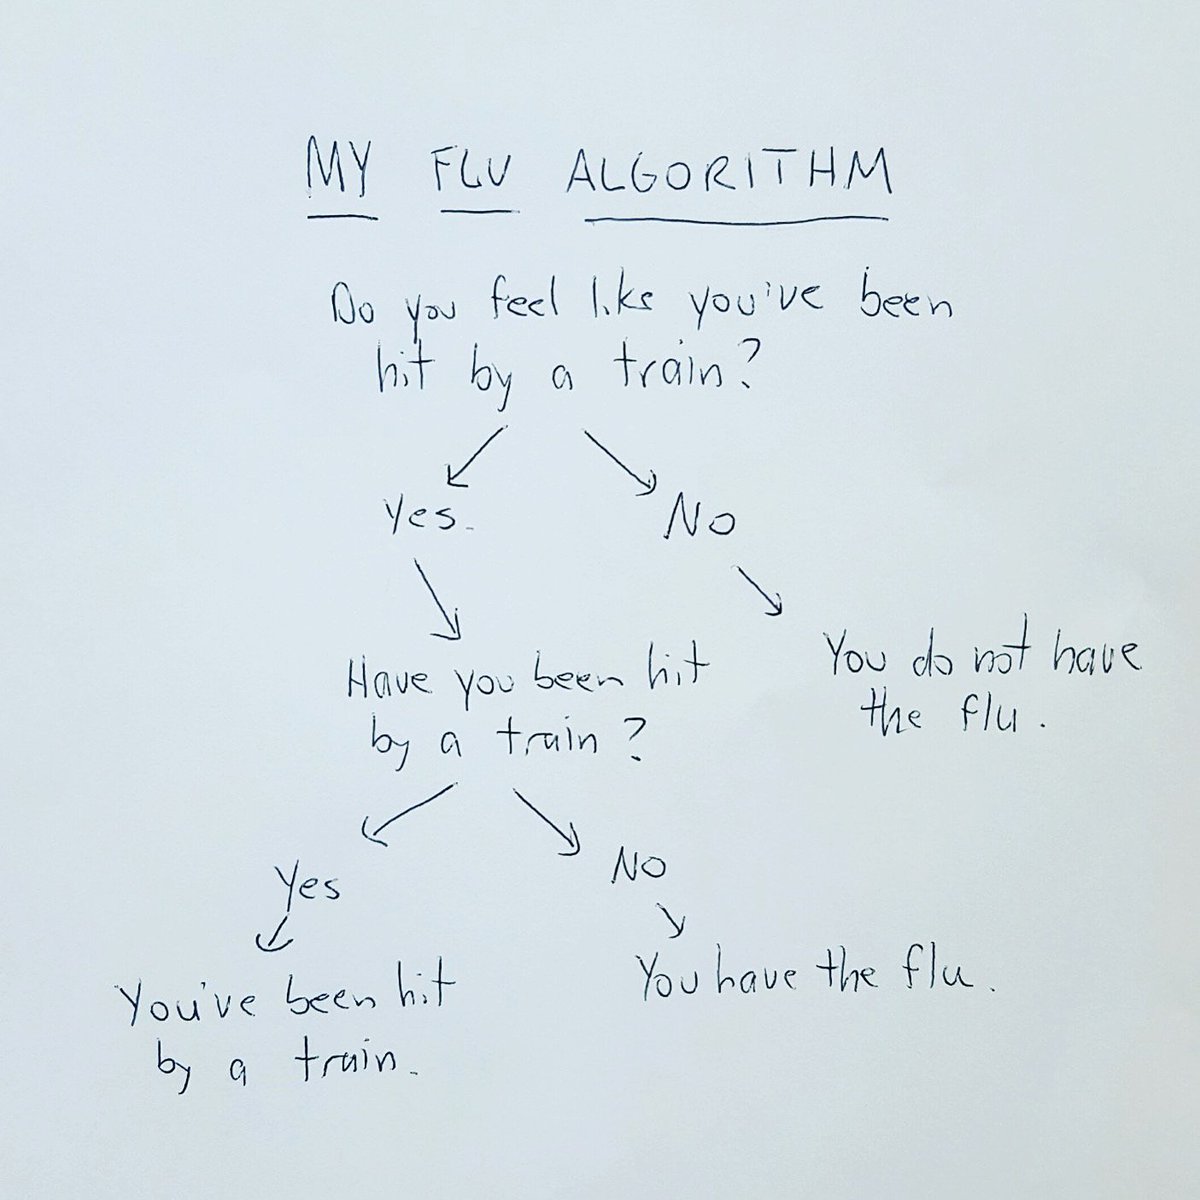 MY FLU ALGORITHM
Do you feel like you've been
hit by a train?
Yes.
No
Have you been hit
by a train?
You do not have
the flu.
Yes
No
You've been hit
by a train.
You have the flu.